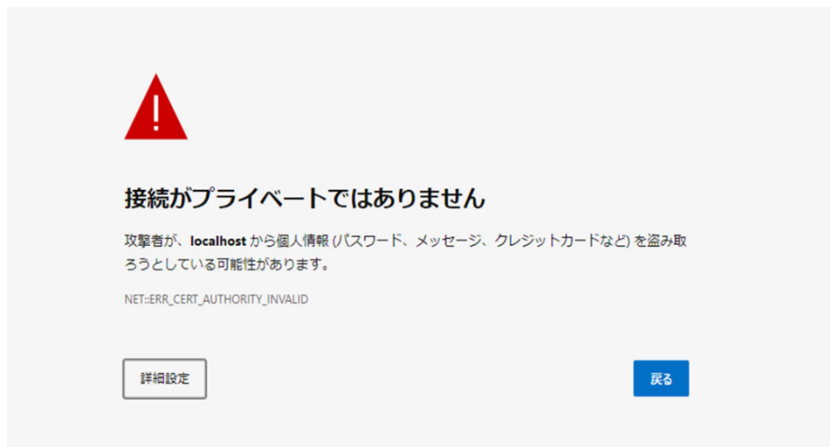 接続がプライベートではありません
攻撃者が、localhost から個人情報 (パスワード、メッセージ、クレジットカードなど) を盗み取
ろうとしている可能性があります。
NET::ERR_CERT_AUTHORITY_INVALID
詳細設定
戻る